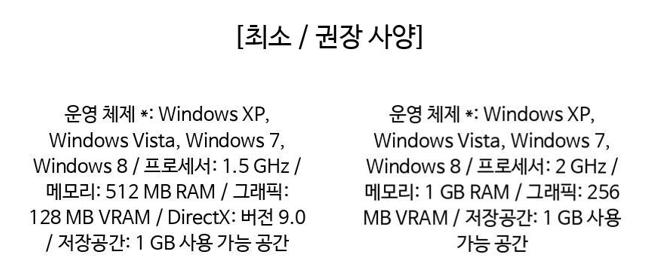 [최소 / 권장 사양]
운영 체제 *: Windows XP,
Windows Vista, Windows 7,
Windows 8 / 프로세서: 1.5 GHz /
메모리: 512 MB RAM / 그래픽:
128 MB VRAM / DirectX: 버전 9.0
/ 저장공간: 1 GB 사용 가능 공간
운영 체제 *: Windows XP,
Windows Vista, Windows 7,
Windows 8 / 프로세서: 2 GHz /
메모리: 1 GB RAM / 그래픽: 256
MB VRAM / 저장공간: 1 GB 사용
가능 공간